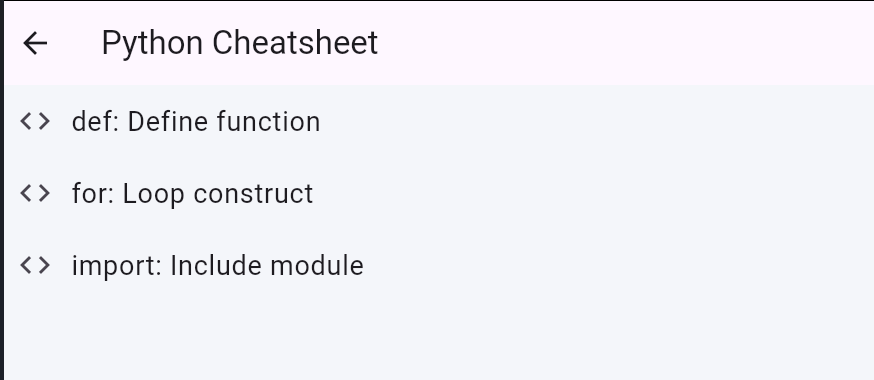 Python Cheatsheet
def: Define function
for: Loop construct
import: Include module